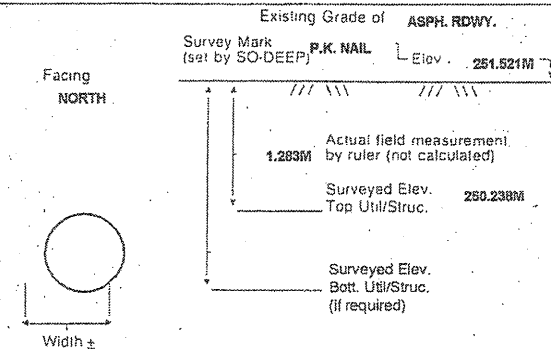 Existing Grade of ASPH. RDWY.
Survey Mark
(set by SO-DEEP) P.K. NAIL
Elev. 251.521M
Facing
NORTH
1.283M Actual field measurement
by ruler (not calculated)
Surveyed Elev. 250.238M
Top Util/Struc.
Surveyed Elev.
Bott. Util/Struc.
(if required)
Width ±